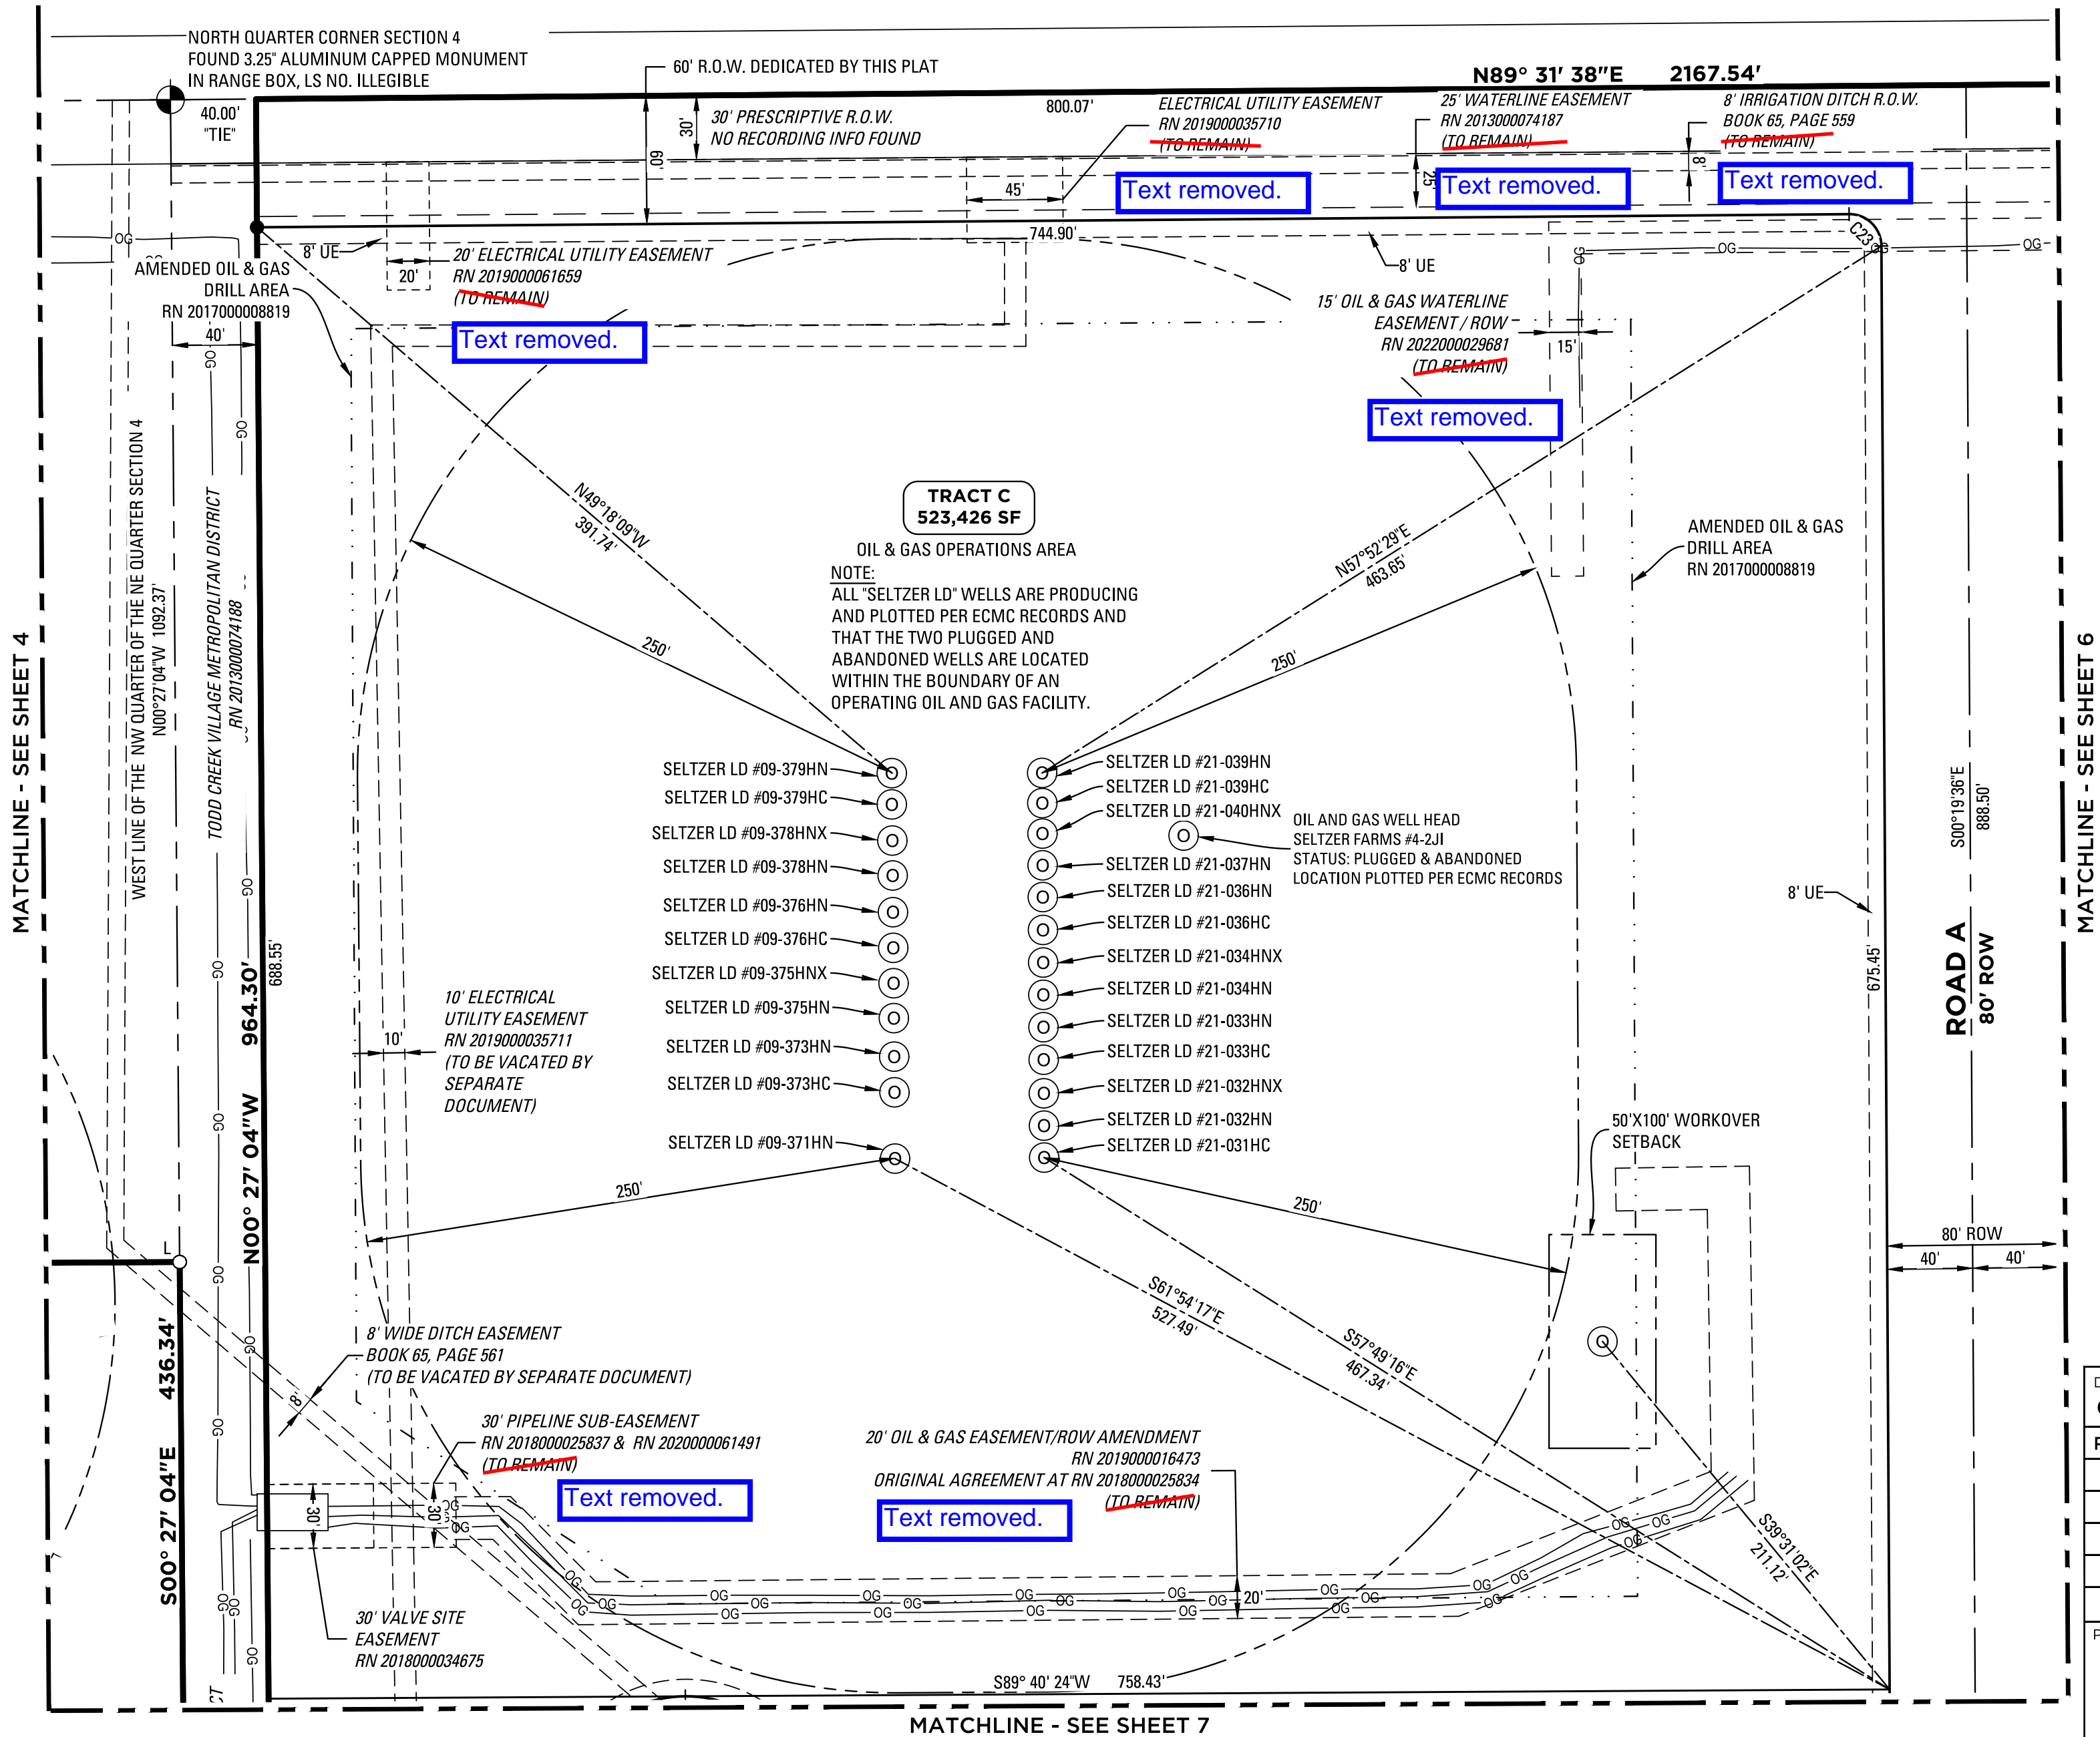 NORTH QUARTER CORNER SECTION 4
FOUND 3.25" ALUMINUM CAPPED MONUMENT
IN RANGE BOX, LS NO. ILLEGIBLE
60' R.O.W. DEDICATED BY THIS PLAT
N89° 31' 38"E 2167.54'
40.00'
"TIE"
30'
30' PRESCRIPTIVE R.O.W.
NO RECORDING INFO FOUND
60'
800.07'
ELECTRICAL UTILITY EASEMENT
RN 2019000035710
(TO REMAIN)
Text removed.
25' WATERLINE EASEMENT
RN 2013000074187
(TO REMAIN)
Text removed.
25'
8' IRRIGATION DITCH R.O.W.
BOOK 65, PAGE 559
(TO REMAIN)
Text removed.
8'
45'
744.90'
C23
8' UE
8' UE
20'
20' ELECTRICAL UTILITY EASEMENT
RN 2019000061659
(TO REMAIN)
Text removed.
AMENDED OIL & GAS
DRILL AREA
RN 2017000008819
40'
15' OIL & GAS WATERLINE
EASEMENT / ROW
RN 2022000029681
(TO REMAIN)
Text removed.
15'
OG
OG
OG
OG
OG
MATCHLINE - SEE SHEET 4
WEST LINE OF THE NW QUARTER OF THE NE QUARTER SECTION 4
N00°27'04"W 1092.37'
TODD CREEK VILLAGE METROPOLITAN DISTRICT
RN 2013000074188
N49°18'09"W
391.74'
TRACT C
523,426 SF
OIL & GAS OPERATIONS AREA
NOTE:
ALL "SELTZER LD" WELLS ARE PRODUCING
AND PLOTTED PER ECMC RECORDS AND
THAT THE TWO PLUGGED AND
ABANDONED WELLS ARE LOCATED
WITHIN THE BOUNDARY OF AN
OPERATING OIL AND GAS FACILITY.
N57°52'29"E
463.65'
250'
250'
AMENDED OIL & GAS
DRILL AREA
RN 2017000008819
MATCHLINE - SEE SHEET 6
S00°19'36"E
888.50'
SELTZER LD #09-379HN
SELTZER LD #09-379HC
SELTZER LD #09-378HNX
SELTZER LD #09-378HN
SELTZER LD #09-376HN
SELTZER LD #09-376HC
SELTZER LD #09-375HNX
SELTZER LD #09-375HN
SELTZER LD #09-373HN
SELTZER LD #09-373HC
SELTZER LD #09-371HN
SELTZER LD #21-039HN
SELTZER LD #21-039HC
SELTZER LD #21-040HNX
SELTZER LD #21-037HN
SELTZER LD #21-036HN
SELTZER LD #21-036HC
SELTZER LD #21-034HNX
SELTZER LD #21-034HN
SELTZER LD #21-033HN
SELTZER LD #21-033HC
SELTZER LD #21-032HNX
SELTZER LD #21-032HN
SELTZER LD #21-031HC
OIL AND GAS WELL HEAD
SELTZER FARMS #4-2JI
STATUS: PLUGGED & ABANDONED
LOCATION PLOTTED PER ECMC RECORDS
8' UE
675.45'
ROAD A
80' ROW
N00° 27' 04"W 964.30'
688.55'
10'
10' ELECTRICAL
UTILITY EASEMENT
RN 2019000035711
(TO BE VACATED BY
SEPARATE
DOCUMENT)
50'X100' WORKOVER
SETBACK
250'
250'
80' ROW
40'
40'
L
S00° 27' 04"E 436.34'
8' WIDE DITCH EASEMENT
BOOK 65, PAGE 561
(TO BE VACATED BY SEPARATE DOCUMENT)
8'
S61°54'17"E
527.49'
S57°49'16"E
467.34'
30' PIPELINE SUB-EASEMENT
RN 2018000025837 & RN 2020000061491
(TO REMAIN)
Text removed.
20' OIL & GAS EASEMENT/ROW AMENDMENT
RN 2019000016473
ORIGINAL AGREEMENT AT RN 2018000025834
(TO REMAIN)
Text removed.
30'
30'
S39°31'02"E
211.12'
20'
30' VALVE SITE
EASEMENT
RN 2018000034675
CT
S89° 40' 24"W 758.43'
MATCHLINE - SEE SHEET 7